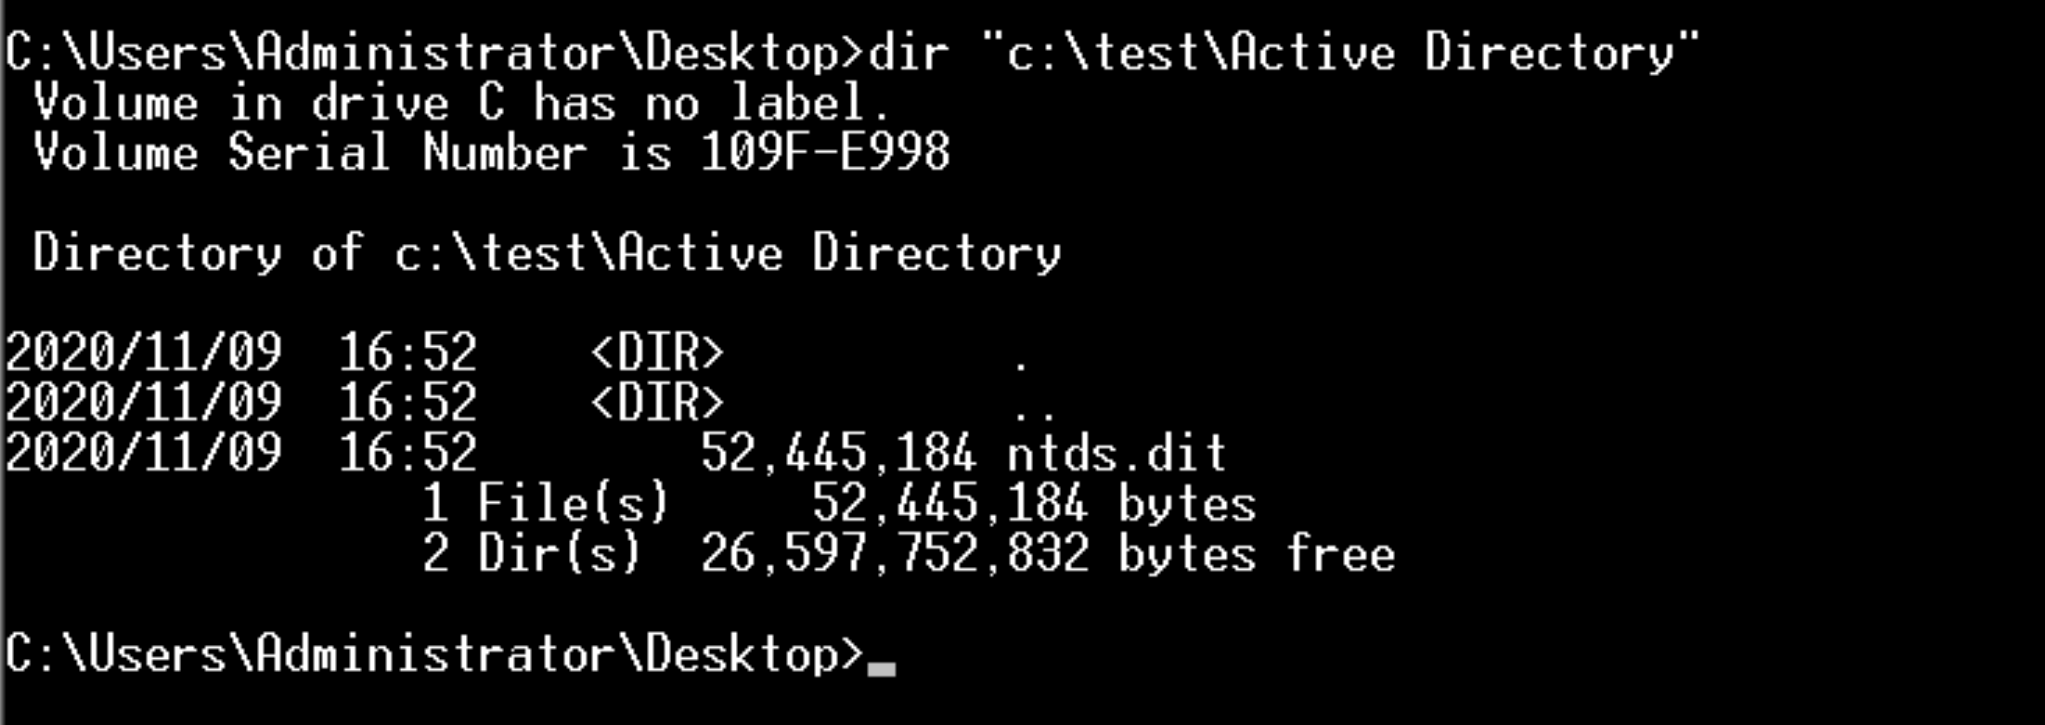 C:\Users\Administrator\Desktop>dir "c:\test\Active Directory"
 Volume in drive C has no label.
 Volume Serial Number is 109F-E998

 Directory of c:\test\Active Directory

2020/11/09  16:52    <DIR>          .
2020/11/09  16:52    <DIR>          ..
2020/11/09  16:52        52,445,184 ntds.dit
               1 File(s)     52,445,184 bytes
               2 Dir(s)  26,597,752,832 bytes free

C:\Users\Administrator\Desktop>